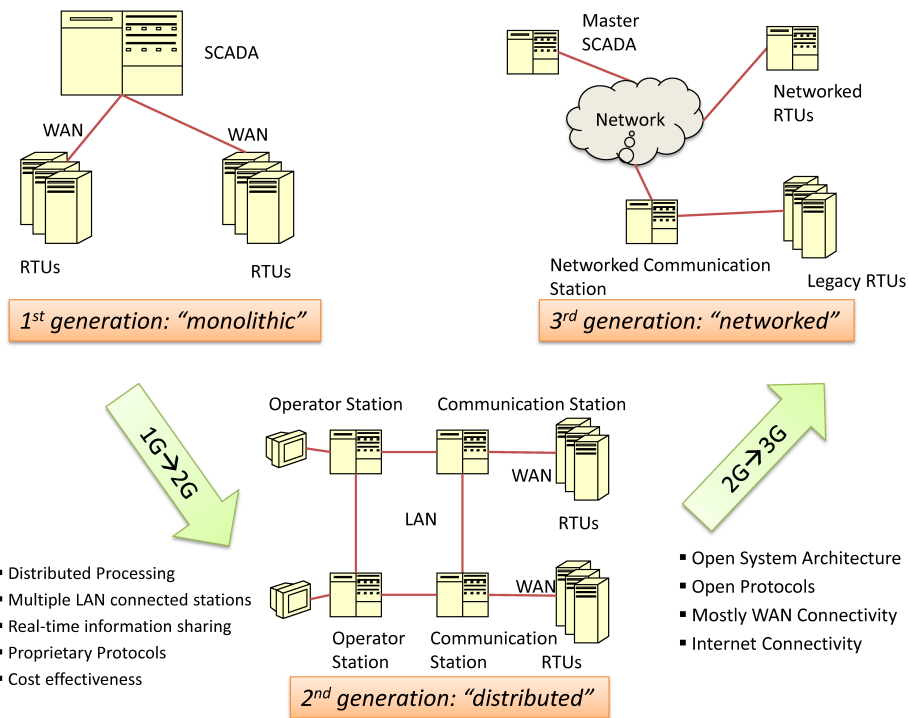 SCADA
WAN
WAN
RTUs
RTUs
1st generation: “monolithic”
Master
SCADA
Network
Networked
RTUs
Networked Communication
Station
Legacy RTUs
3rd generation: “networked”
1G→2G
▪ Distributed Processing
▪ Multiple LAN connected stations
▪ Real-time information sharing
▪ Proprietary Protocols
▪ Cost effectiveness
Operator Station
Communication Station
WAN
RTUs
LAN
WAN
Operator
Station
Communication
Station
RTUs
2nd generation: “distributed”
2G→3G
▪ Open System Architecture
▪ Open Protocols
▪ Mostly WAN Connectivity
▪ Internet Connectivity